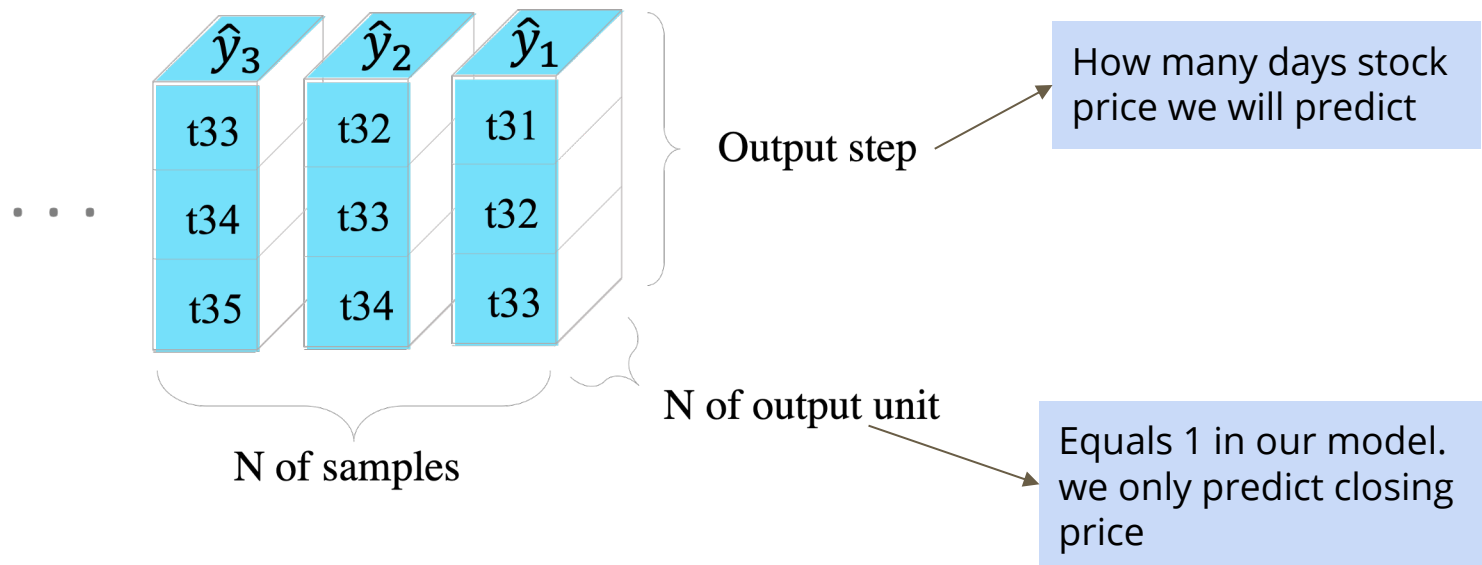 ŷ3 ŷ2 ŷ1
t33 t32 t31
t34 t33 t32
t35 t34 t33
. . .
Output step
How many days stock
price we will predict
N of output unit
N of samples
Equals 1 in our model.
we only predict closing
price